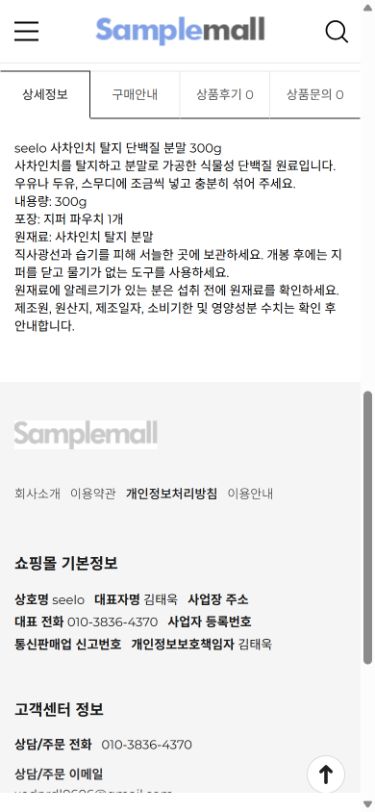 Samplemall
상세정보 구매안내 상품후기 0 상품문의 0
seelo 사차인치 탈지 단백질 분말 300g
사차인치를 탈지하고 분말로 가공한 식물성 단백질 원료입니다.
우유나 두유, 스무디에 조금씩 넣고 충분히 섞어 주세요.
내용량: 300g
포장: 지퍼 파우치 1개
원재료: 사차인치 탈지 분말
직사광선과 습기를 피해 서늘한 곳에 보관하세요. 개봉 후에는 지
퍼를 닫고 물기가 없는 도구를 사용하세요.
원재료에 알레르기가 있는 분은 섭취 전에 원재료를 확인하세요.
제조원, 원산지, 제조일자, 소비기한 및 영양성분 수치는 확인 후
안내합니다.
Samplemall
회사소개 이용약관 개인정보처리방침 이용안내
쇼핑몰 기본정보
상호명 seelo 대표자명 김태욱 사업장 주소
대표 전화 010-3836-4370 사업자 등록번호
통신판매업 신고번호 개인정보보호책임자 김태욱
고객센터 정보
상담/주문 전화 010-3836-4370
상담/주문 이메일